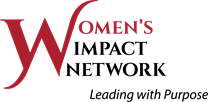 WOMEN'S
IMPACT
NETWORK
Leading with Purpose